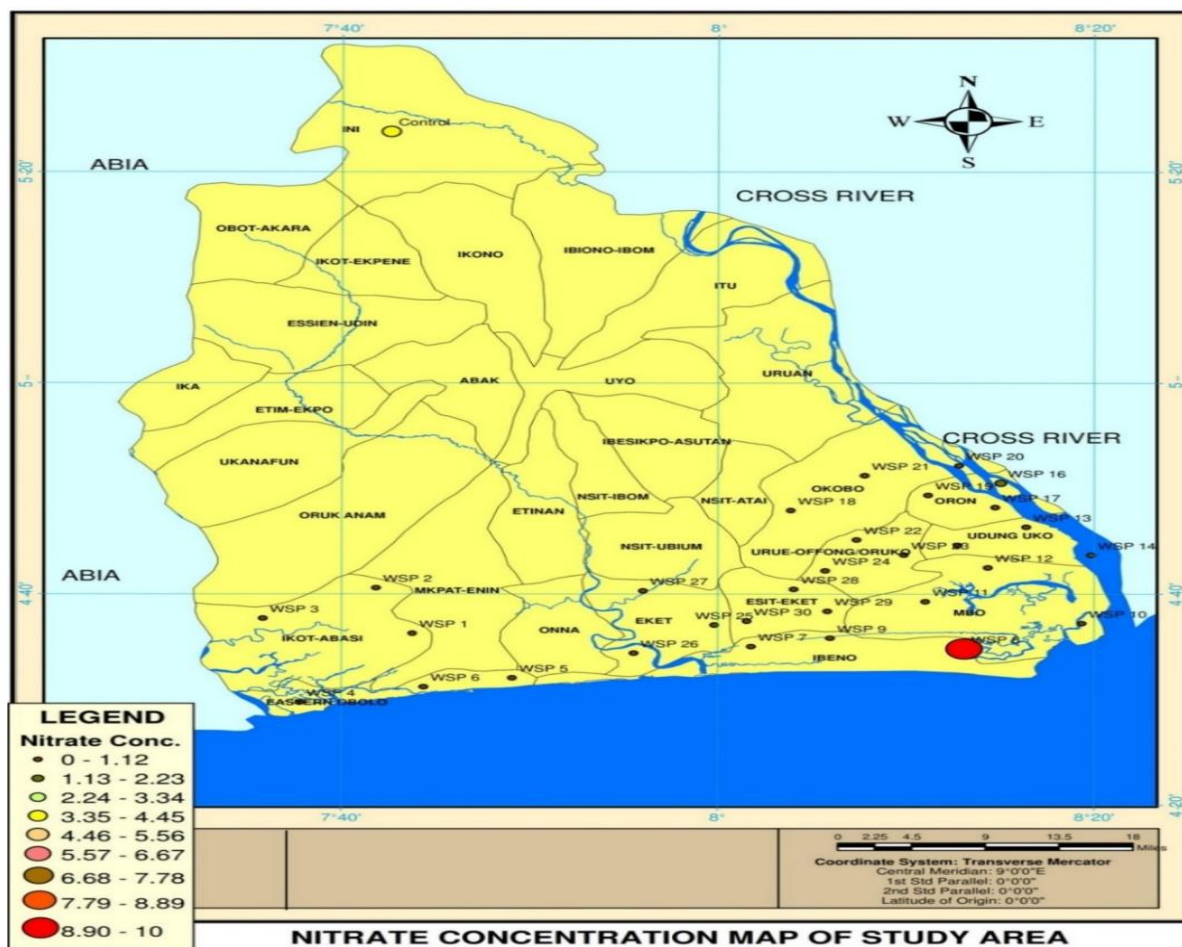 7°40'
8°
8°20'
N
W
E
S
Control
INI
ABIA
5°20'
5°20'
CROSS RIVER
OBOT-AKARA
IKOT-EKPENE
IKONO
IBIONO-IBOM
ITU
ESSIEN-UDIN
IKA
ABAK
UYO
URUAN
5°
5°
ETIM-EKPO
IBESIKPO-ASUTAN
CROSS RIVER
UKANAFUN
WSP 20
WSP 21
WSP 16
OKOBO
WSP 19
NSIT-IBOM
NSIT-ATAI
ORON
WSP 17
WSP 18
ORUK ANAM
ETINAN
WSP 13
WSP 22
UDUNG UKO
NSIT-UBIUM
URUE-OFFONG/ORUKO
WSP 23
WSP 14
WSP 24
WSP 12
ABIA
WSP 2
WSP 27
WSP 28
4°40'
4°40'
MKPAT-ENIN
ESIT-EKET
WSP 11
WSP 3
WSP 29
MBO
WSP 25
WSP 30
WSP 10
WSP 1
ONNA
EKET
IKOT-ABASI
WSP 26
WSP 7
WSP 9
WSP 8
IBENO
WSP 5
WSP 6
WSP 4
EASTERN OBOLO
LEGEND
Nitrate Conc.
0 - 1.12
1.13 - 2.23
2.24 - 3.34
3.35 - 4.45
4.46 - 5.56
5.57 - 6.67
6.68 - 7.78
7.79 - 8.89
8.90 - 10
4°20'
7°40'
8°
8°20'
0 2.25 4.5 9 13.5 18
Miles
Coordinate System: Transverse Mercator
Central Meridian: 9°0'0"E
1st Std Parallel: 0°0'0"
2nd Std Parallel: 0°0'0"
Latitude of Origin: 0°0'0"
NITRATE CONCENTRATION MAP OF STUDY AREA